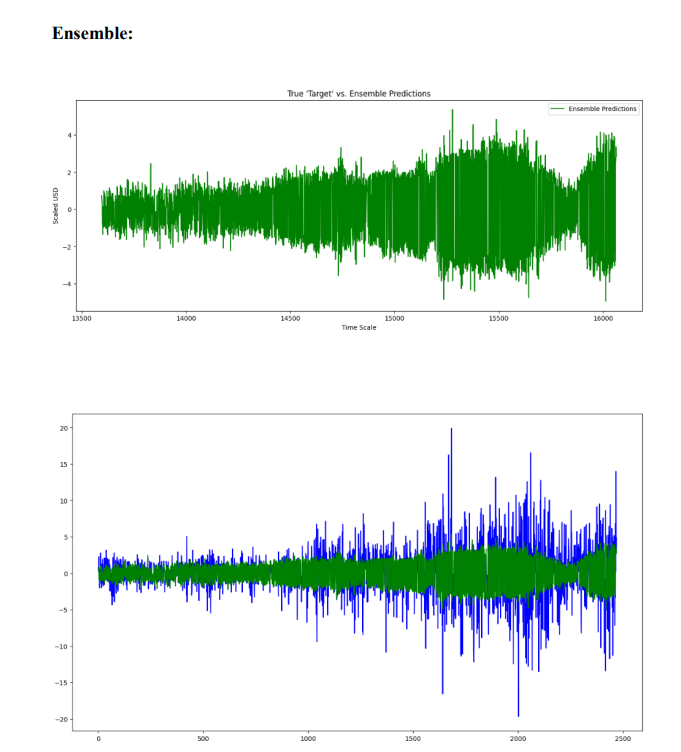 Ensemble:
True 'Target' vs. Ensemble Predictions
Ensemble Predictions
4
2
0
−2
−4
Scaled USD
13500 14000 14500 15000 15500 16000
Time Scale
20
15
10
5
0
−5
−10
−15
−20
0 500 1000 1500 2000 2500